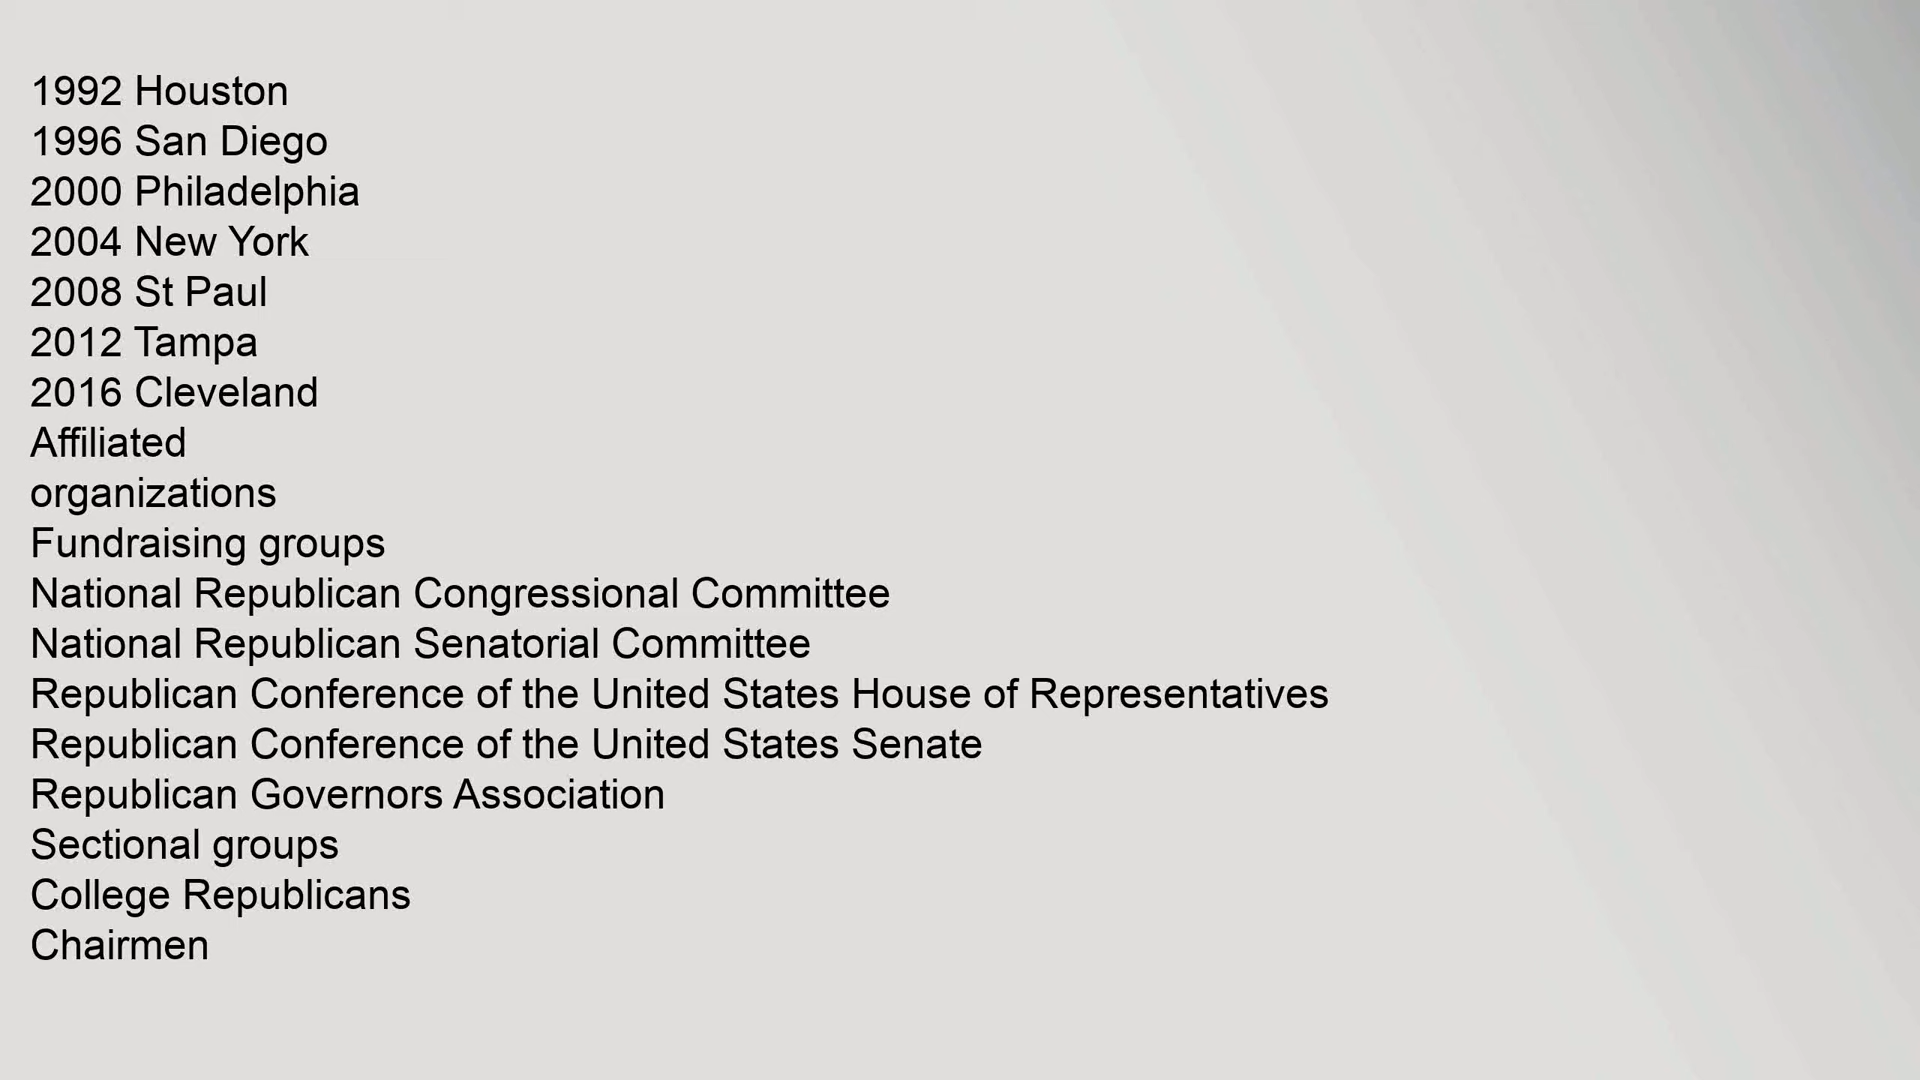 1992 Houston
1996 San Diego
2000 Philadelphia
2004 New York
2008 St Paul
2012 Tampa
2016 Cleveland
Affiliated
organizations
Fundraising groups
National Republican Congressional Committee
National Republican Senatorial Committee
Republican Conference of the United States House of Representatives
Republican Conference of the United States Senate
Republican Governors Association
Sectional groups
College Republicans
Chairmen